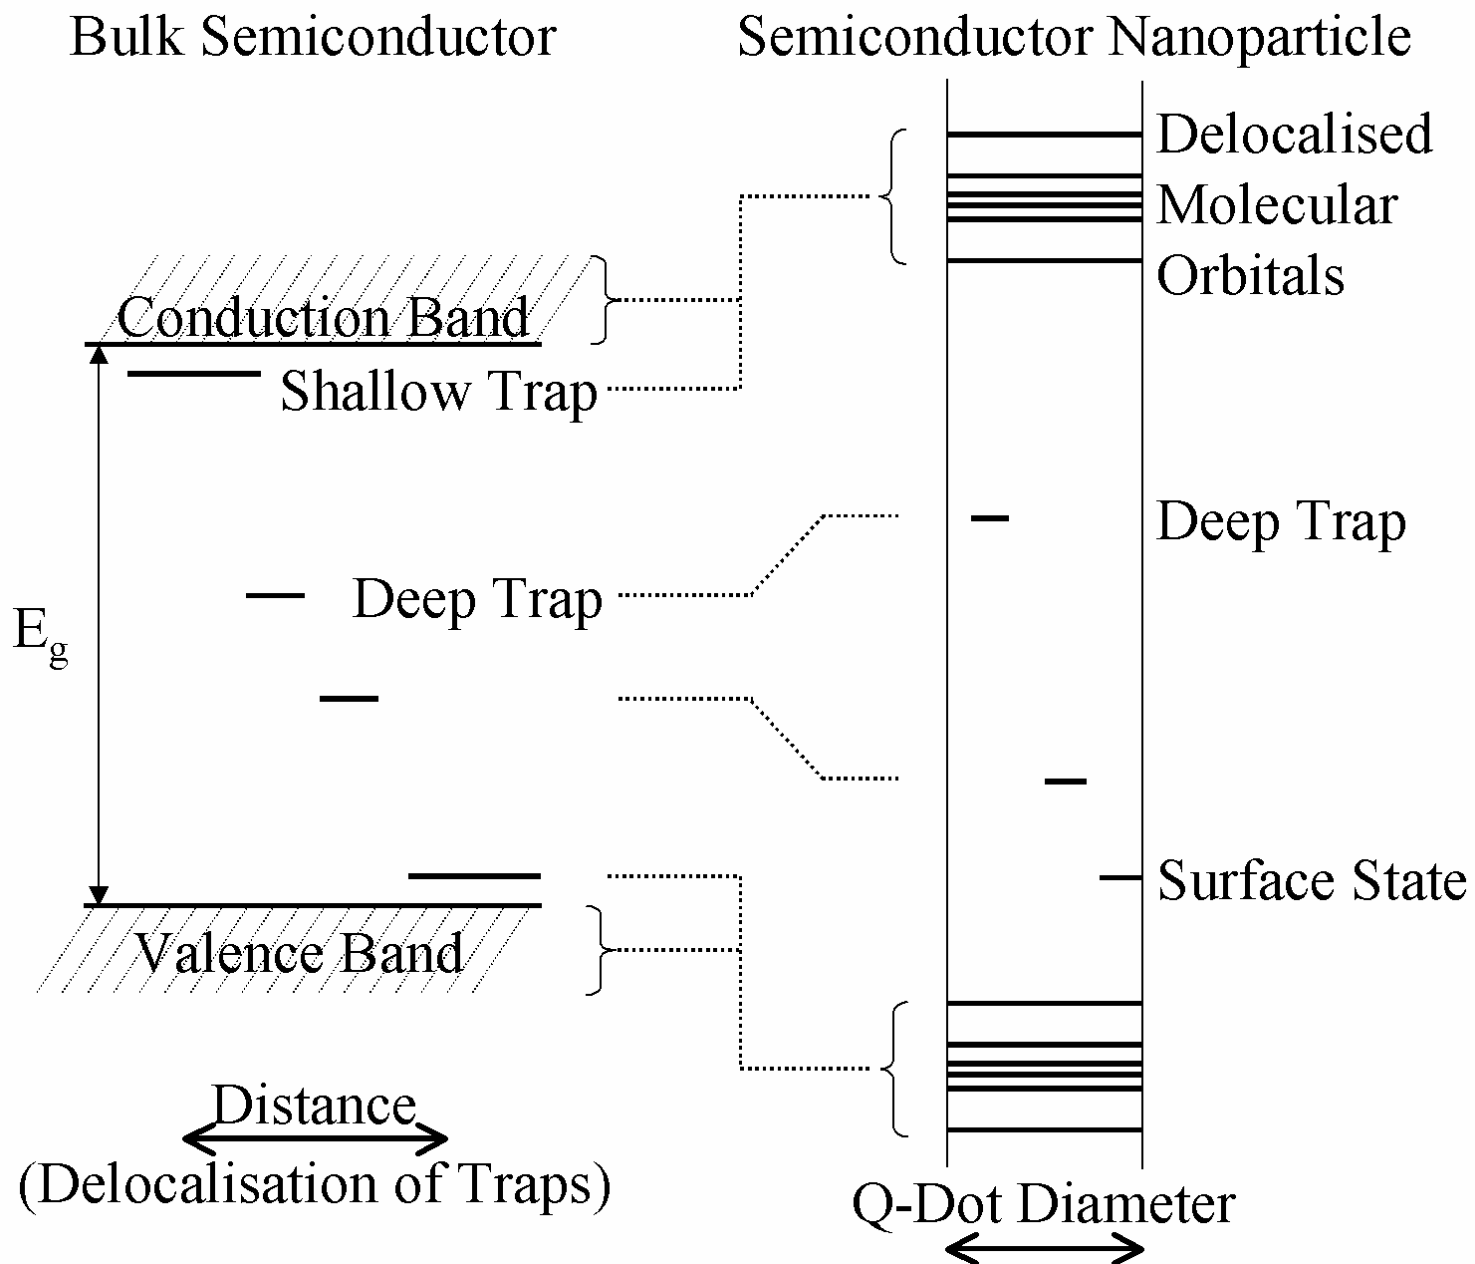 Bulk Semiconductor
Semiconductor Nanoparticle
Delocalised
Molecular
Orbitals
Conduction Band
Shallow Trap
Deep Trap
Deep Trap
Eg
Surface State
Valence Band
Distance
(Delocalisation of Traps)
Q-Dot Diameter